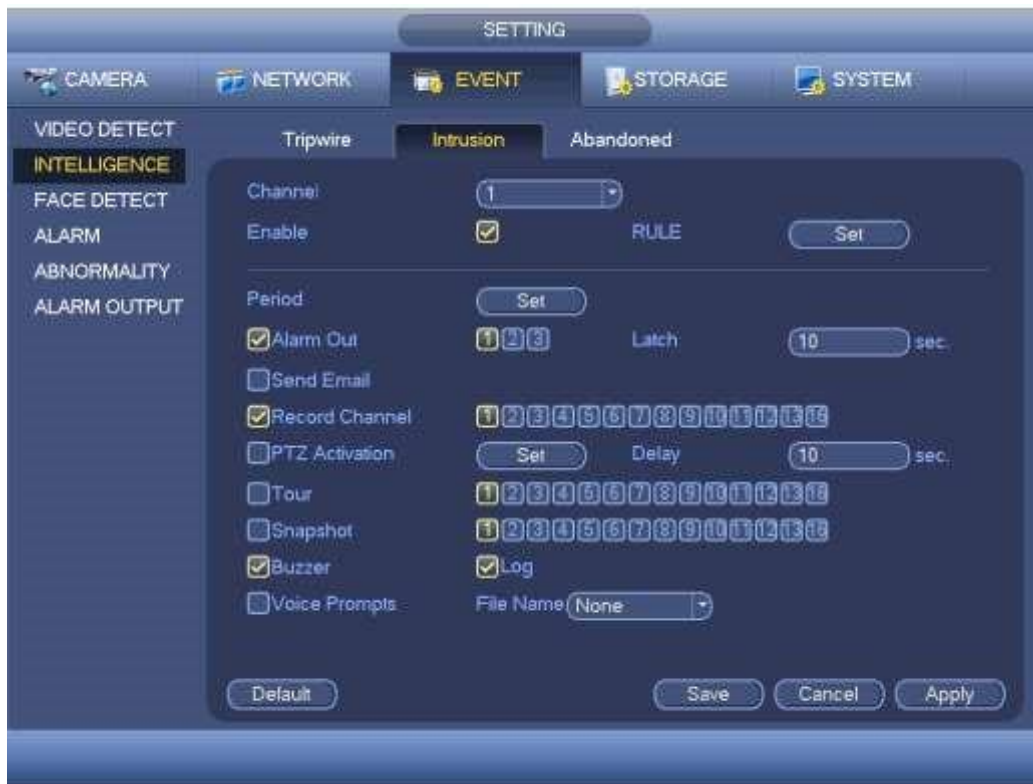 SETTING
CAMERA NETWORK EVENT STORAGE SYSTEM
VIDEO DETECT
INTELLIGENCE
FACE DETECT
ALARM
ABNORMALITY
ALARM OUTPUT
Tripwire Intrusion Abandoned
Channel 1
Enable RULE Set
Period Set
Alarm Out 1 2 3 Latch 10 sec.
Send Email
Record Channel 1 2 3 4 5 6 7 8 9 10 11 12 13 16
PTZ Activation Set Delay 10 sec.
Tour 1 2 3 4 5 6 7 8 9 10 11 12 13 16
Snapshot 1 2 3 4 5 6 7 8 9 10 11 12 13 16
Buzzer Log
Voice Prompts File Name None
Default Save Cancel Apply